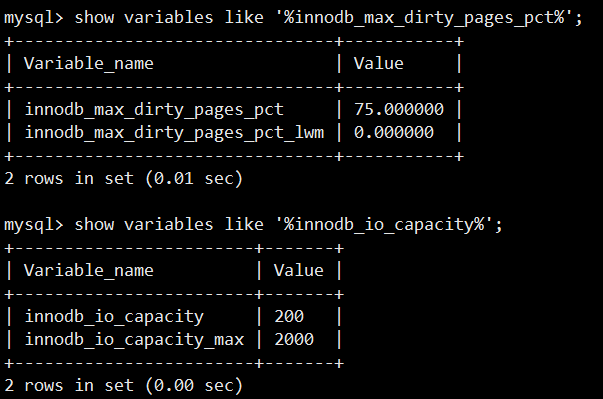 mysql> show variables like '%innodb_max_dirty_pages_pct%';
+--------------------------------+-----------+
| Variable_name                  | Value     |
+--------------------------------+-----------+
| innodb_max_dirty_pages_pct     | 75.000000 |
| innodb_max_dirty_pages_pct_lwm | 0.000000  |
+--------------------------------+-----------+
2 rows in set (0.01 sec)
mysql> show variables like '%innodb_io_capacity%';
+------------------------+-------+
| Variable_name          | Value |
+------------------------+-------+
| innodb_io_capacity     | 200   |
| innodb_io_capacity_max | 2000  |
+------------------------+-------+
2 rows in set (0.00 sec)